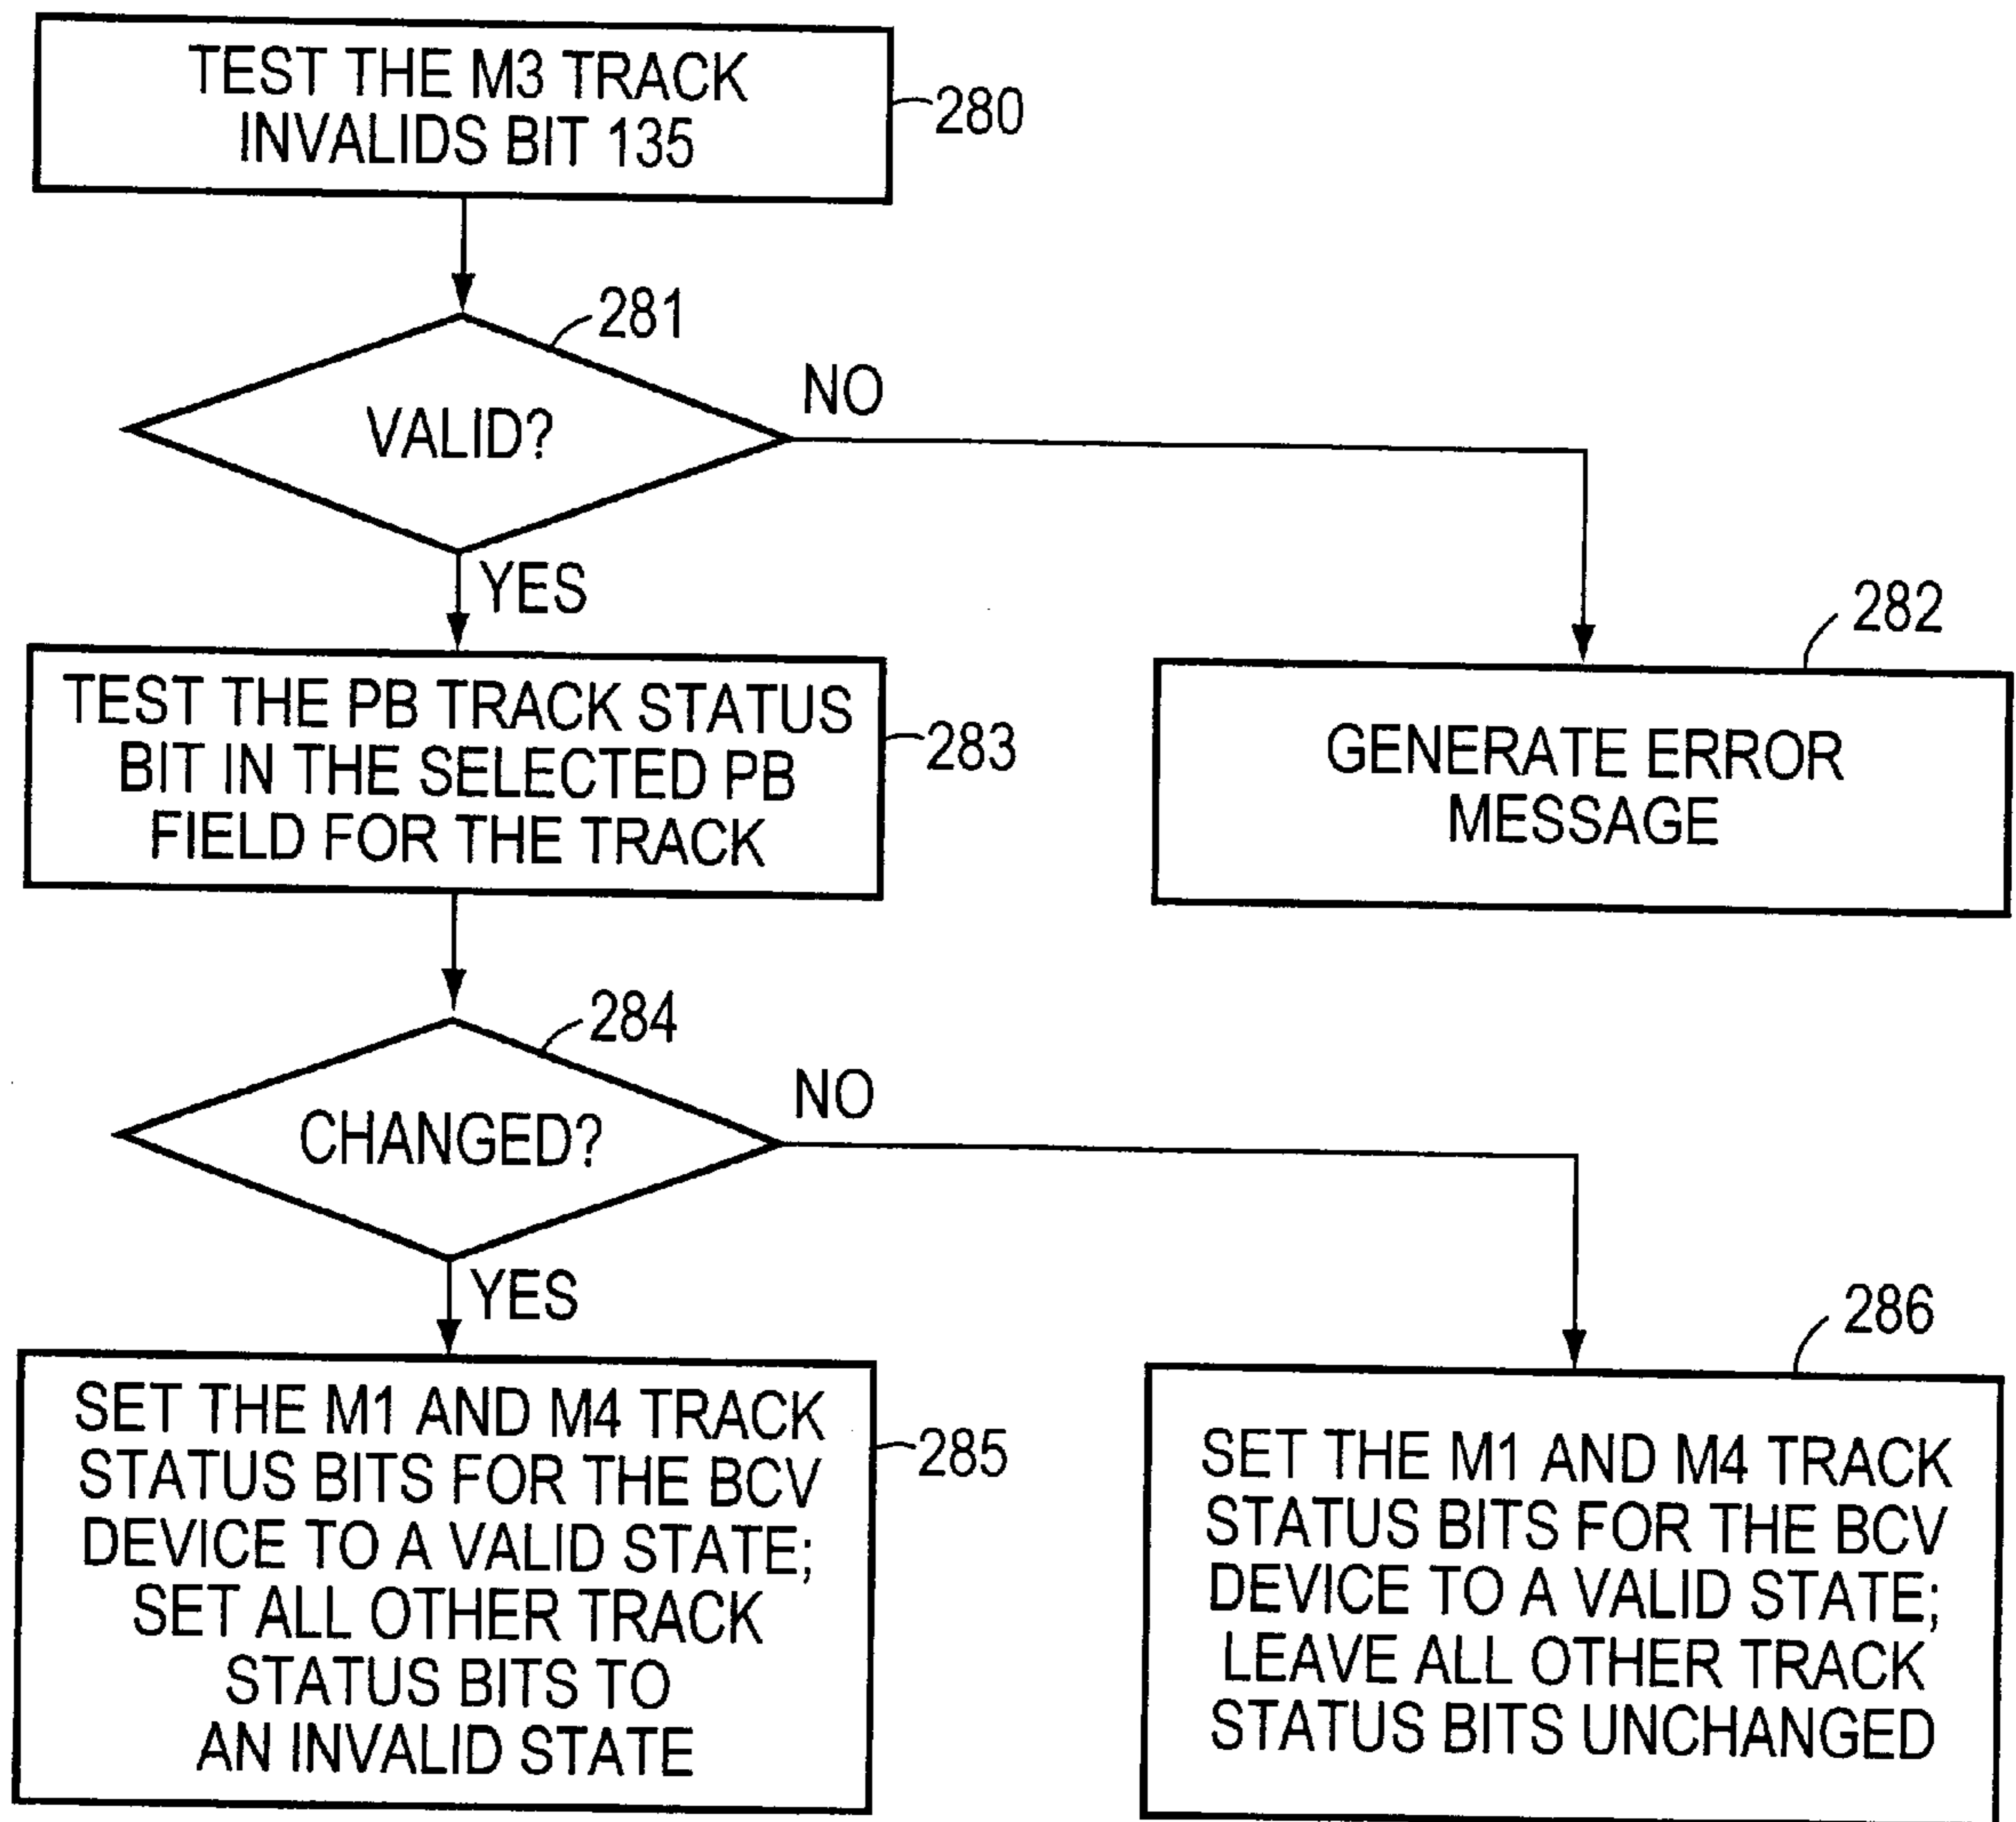 TEST THE M3 TRACK
INVALIDS BIT 135
280
281
VALID?
NO
YES
282
TEST THE PB TRACK STATUS
BIT IN THE SELECTED PB
FIELD FOR THE TRACK
283
GENERATE ERROR
MESSAGE
284
CHANGED?
NO
YES
286
SET THE M1 AND M4 TRACK
STATUS BITS FOR THE BCV
DEVICE TO A VALID STATE;
SET ALL OTHER TRACK
STATUS BITS TO
AN INVALID STATE
285
SET THE M1 AND M4 TRACK
STATUS BITS FOR THE BCV
DEVICE TO A VALID STATE;
LEAVE ALL OTHER TRACK
STATUS BITS UNCHANGED